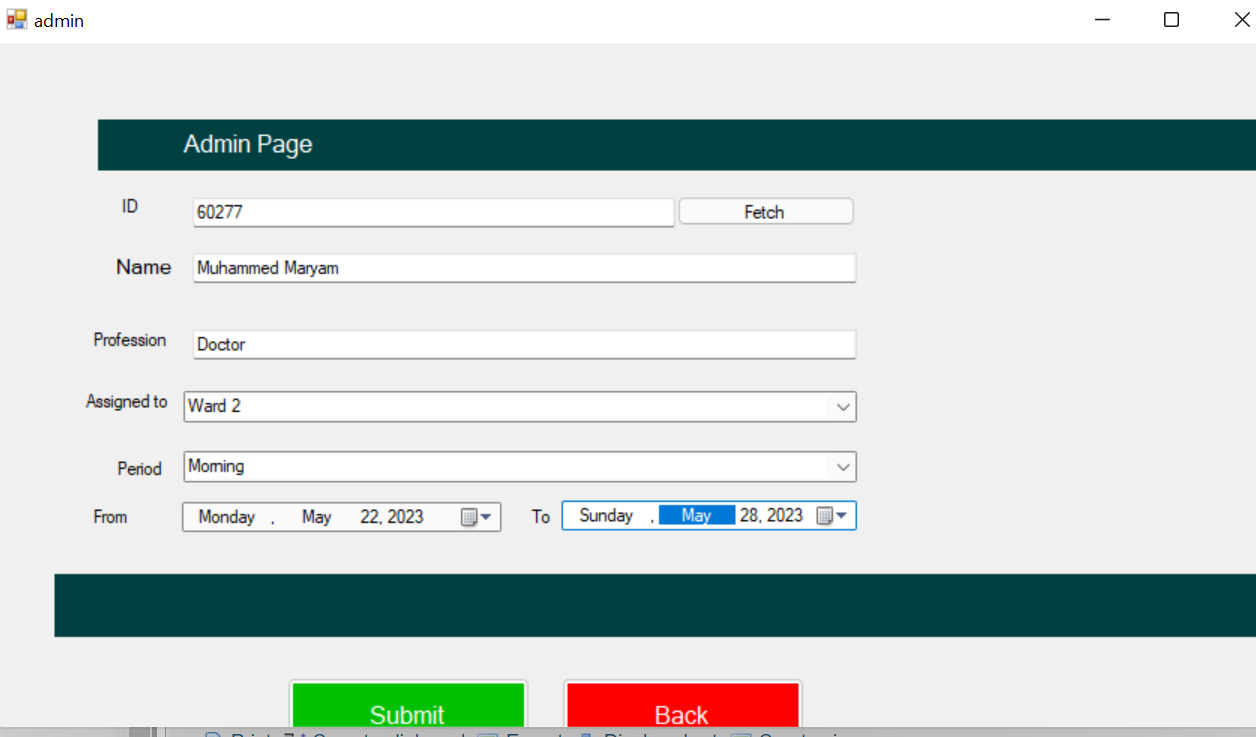 admin
Admin Page
ID 60277 Fetch
Name Muhammed Maryam
Profession Doctor
Assigned to Ward 2
Period Morning
From Monday , May 22, 2023 To Sunday , May 28, 2023
Submit Back